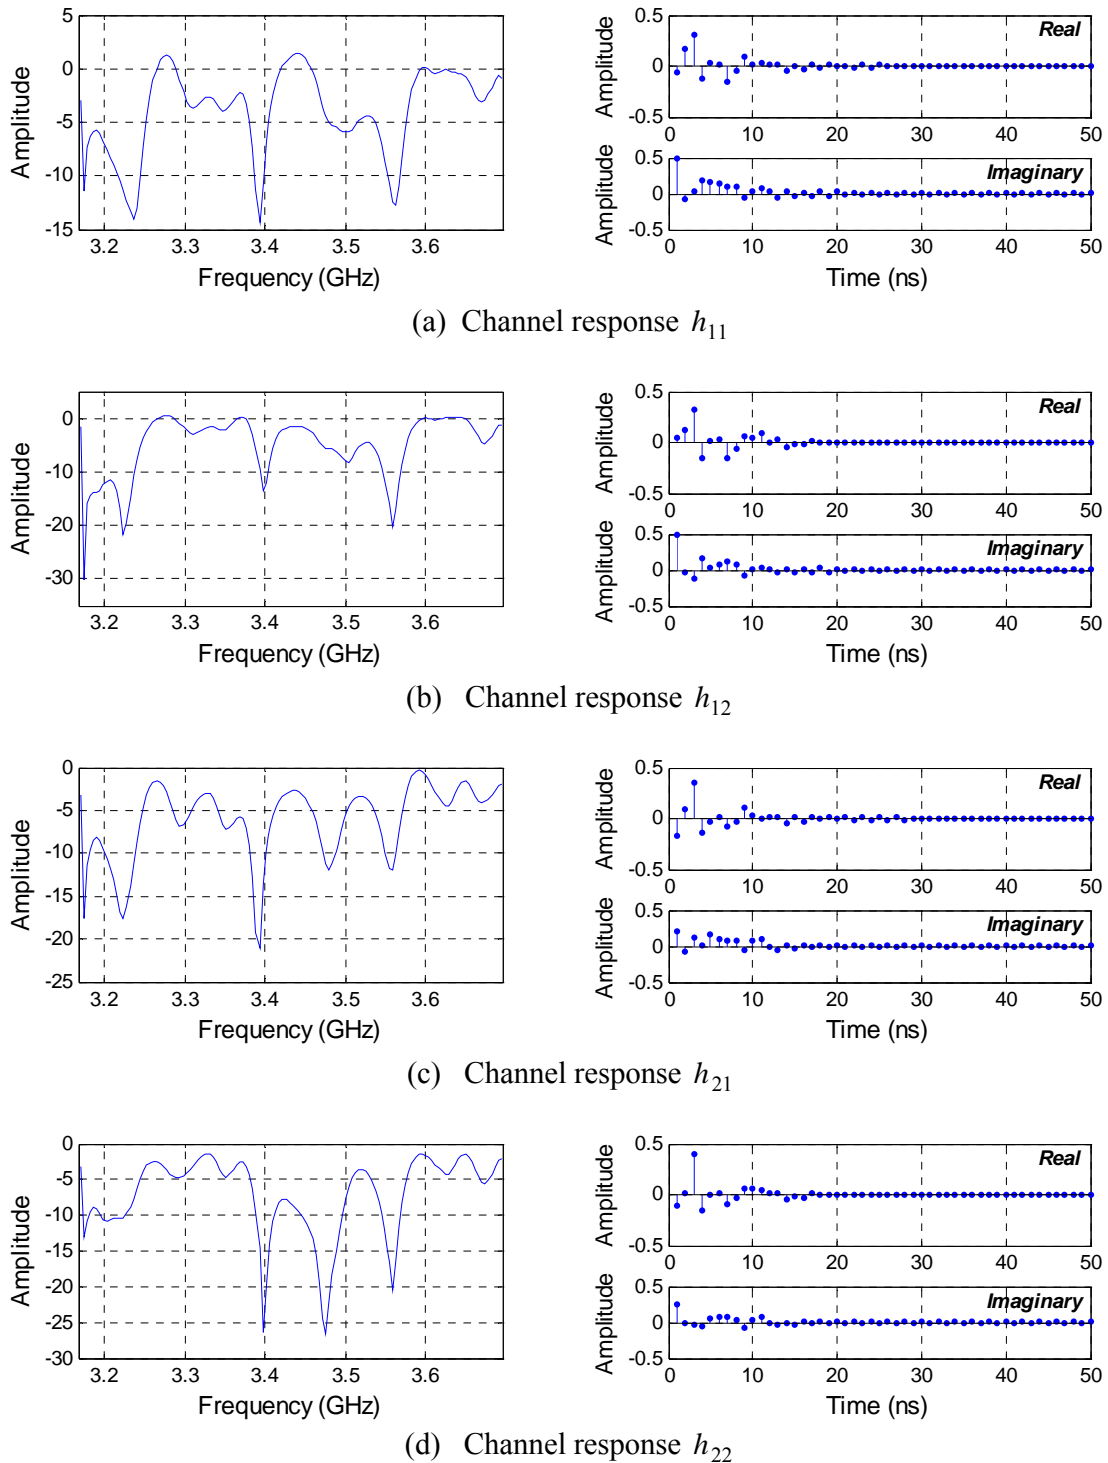 5
0
-5
-10
-15
3.2 3.3 3.4 3.5 3.6
Amplitude
Frequency (GHz)
0.5
0
-0.5
0 10 20 30 40 50
Amplitude
Real
0.5
0
-0.5
0 10 20 30 40 50
Amplitude
Imaginary
Time (ns)
(a) Channel response h11
0
-10
-20
-30
3.2 3.3 3.4 3.5 3.6
Amplitude
Frequency (GHz)
0.5
0
-0.5
0 10 20 30 40 50
Amplitude
Real
0.5
0
-0.5
0 10 20 30 40 50
Amplitude
Imaginary
Time (ns)
(b) Channel response h12
0
-5
-10
-15
-20
-25
3.2 3.3 3.4 3.5 3.6
Amplitude
Frequency (GHz)
0.5
0
-0.5
0 10 20 30 40 50
Amplitude
Real
0.5
0
-0.5
0 10 20 30 40 50
Amplitude
Imaginary
Time (ns)
(c) Channel response h21
0
-5
-10
-15
-20
-25
-30
3.2 3.3 3.4 3.5 3.6
Amplitude
Frequency (GHz)
0.5
0
-0.5
0 10 20 30 40 50
Amplitude
Real
0.5
0
-0.5
0 10 20 30 40 50
Amplitude
Imaginary
Time (ns)
(d) Channel response h22